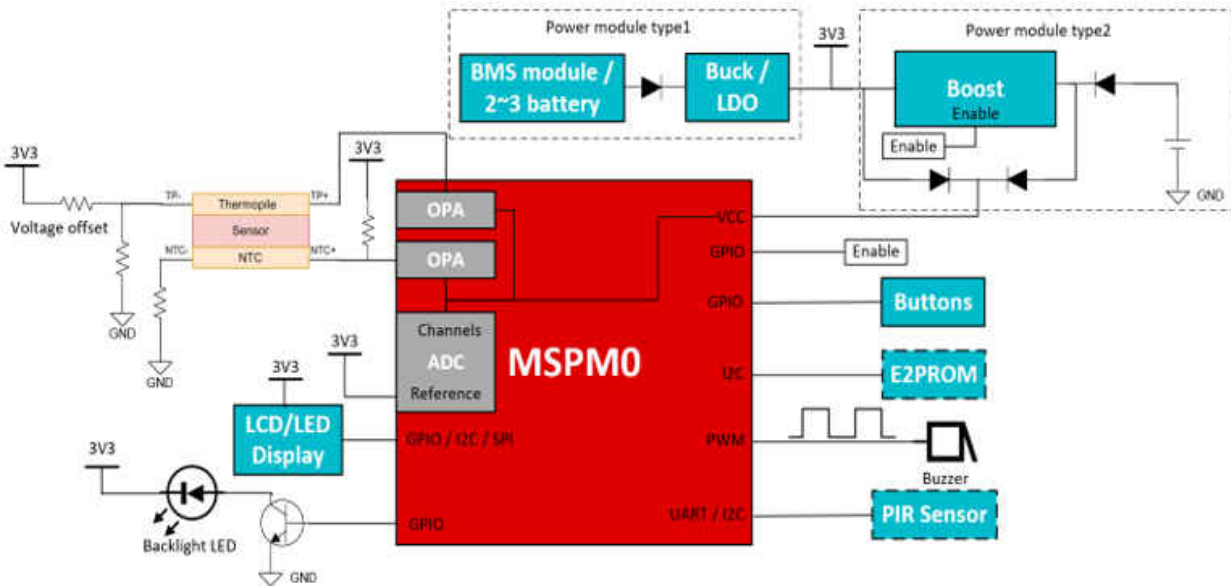 Power module type1
BMS module /
2~3 battery
Buck /
LDO
3V3
Power module type2
Boost
Enable
Enable
GND
3V3
TP-
Thermopile
TP+
3V3
Voltage offset
Sensor
NTC-
NTC
NTC+
GND
GND
OPA
OPA
Channels
ADC
Reference
MSPM0
VCC
GPIO
Enable
GPIO
Buttons
I2C
E2PROM
PWM
Buzzer
UART / I2C
PIR Sensor
3V3
3V3
LCD/LED
Display
GPIO / I2C / SPI
3V3
Backlight LED
GPIO
GND